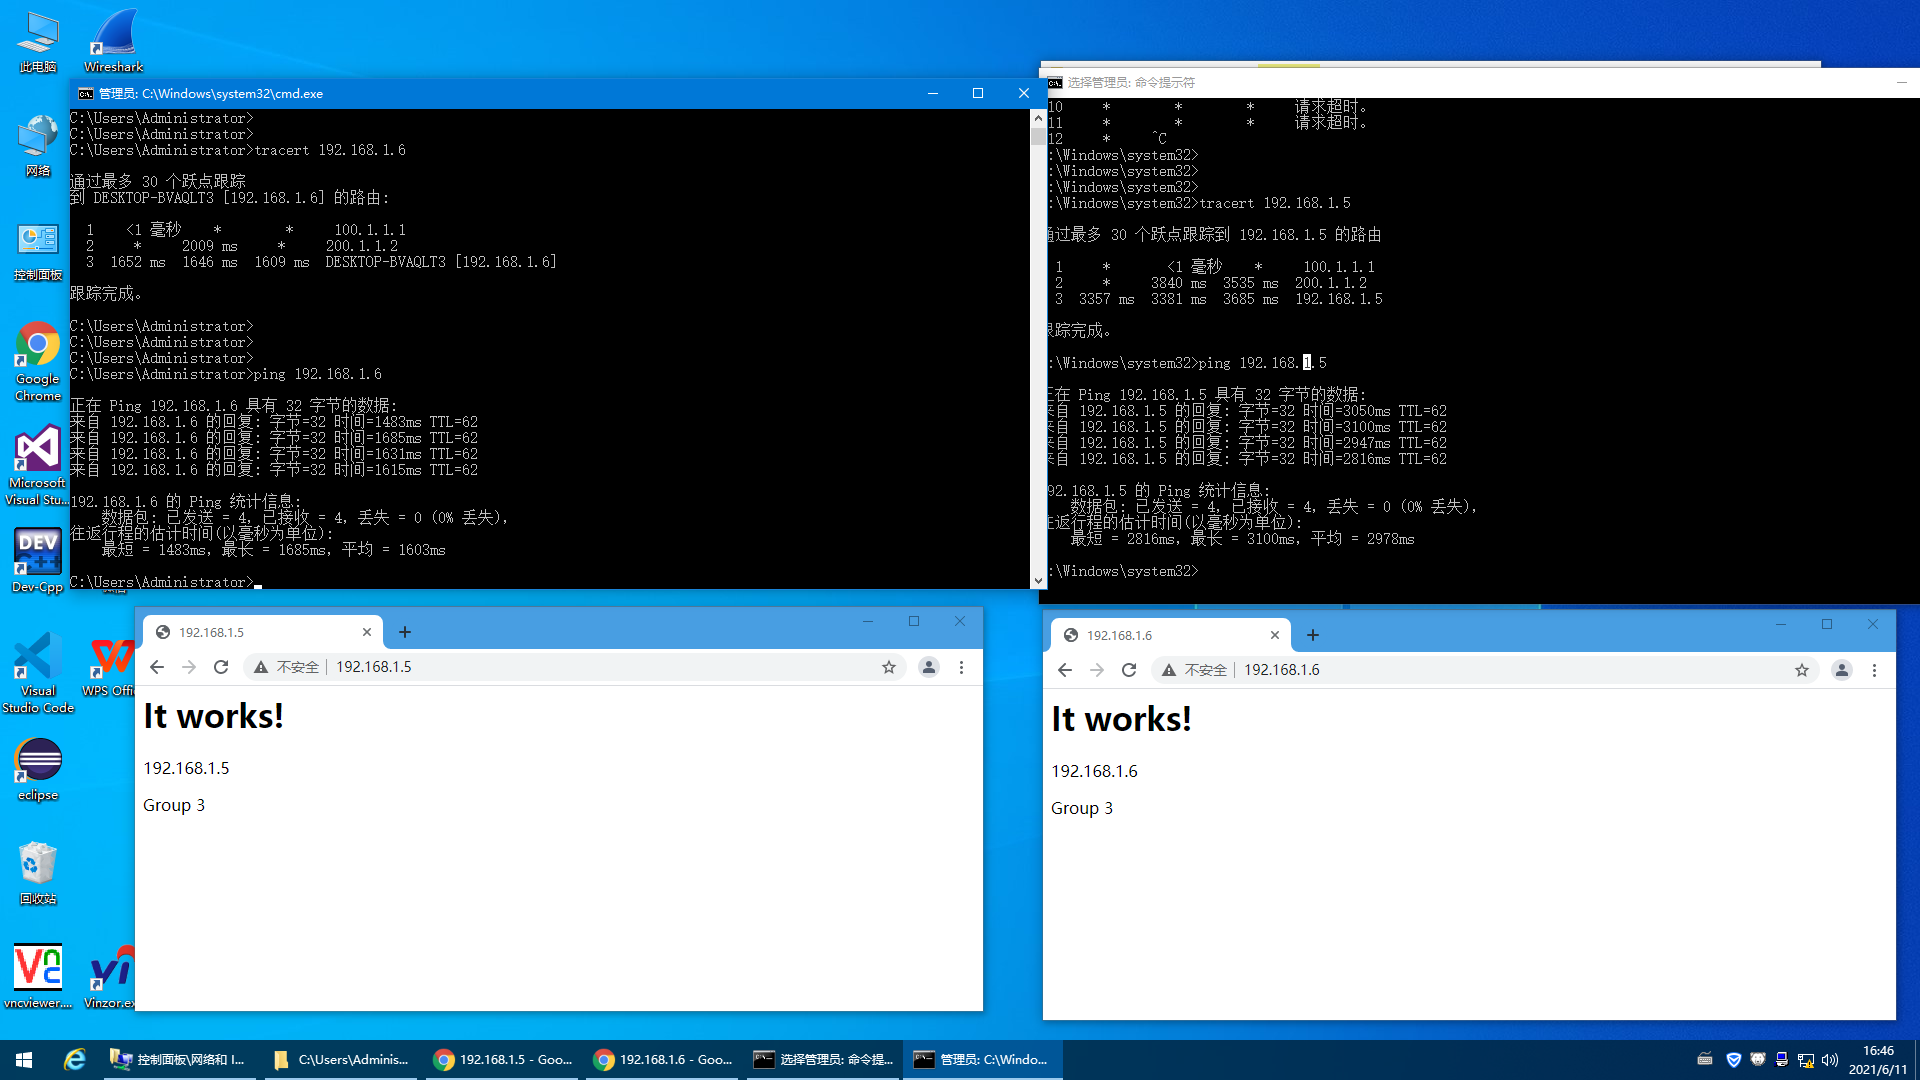 此电脑
Wireshark
网络
控制面板
Google Chrome
Microsoft Visual Stu...
Dev-Cpp
Visual Studio Code
WPS Offi
eclipse
回收站
vncviewer....
Vinzor.ex
管理员: C:\Windows\system32\cmd.exe
C:\Users\Administrator>
C:\Users\Administrator>
C:\Users\Administrator>tracert 192.168.1.6
通过最多 30 个跃点跟踪
到 DESKTOP-BVAQLT3 [192.168.1.6] 的路由:
1 <1 毫秒 * * 100.1.1.1
2 * 2009 ms * 200.1.1.2
3 1652 ms 1646 ms 1609 ms DESKTOP-BVAQLT3 [192.168.1.6]
跟踪完成。
C:\Users\Administrator>
C:\Users\Administrator>
C:\Users\Administrator>
C:\Users\Administrator>ping 192.168.1.6
正在 Ping 192.168.1.6 具有 32 字节的数据:
来自 192.168.1.6 的回复: 字节=32 时间=1483ms TTL=62
来自 192.168.1.6 的回复: 字节=32 时间=1685ms TTL=62
来自 192.168.1.6 的回复: 字节=32 时间=1631ms TTL=62
来自 192.168.1.6 的回复: 字节=32 时间=1615ms TTL=62
192.168.1.6 的 Ping 统计信息:
数据包: 已发送 = 4, 已接收 = 4, 丢失 = 0 (0% 丢失),
往返行程的估计时间(以毫秒为单位):
最短 = 1483ms, 最长 = 1685ms, 平均 = 1603ms
C:\Users\Administrator>
选择管理员: 命令提示符
10 * * * 请求超时。
11 * * * 请求超时。
12 * ^C
:\Windows\system32>
:\Windows\system32>
:\Windows\system32>
:\Windows\system32>tracert 192.168.1.5
通过最多 30 个跃点跟踪到 192.168.1.5 的路由
1 * <1 毫秒 * 100.1.1.1
2 * 3840 ms 3535 ms 200.1.1.2
3 3357 ms 3381 ms 3685 ms 192.168.1.5
跟踪完成。
:\Windows\system32>ping 192.168.1.5
正在 Ping 192.168.1.5 具有 32 字节的数据:
来自 192.168.1.5 的回复: 字节=32 时间=3050ms TTL=62
来自 192.168.1.5 的回复: 字节=32 时间=3100ms TTL=62
来自 192.168.1.5 的回复: 字节=32 时间=2947ms TTL=62
来自 192.168.1.5 的回复: 字节=32 时间=2816ms TTL=62
92.168.1.5 的 Ping 统计信息:
数据包: 已发送 = 4, 已接收 = 4, 丢失 = 0 (0% 丢失),
往返行程的估计时间(以毫秒为单位):
最短 = 2816ms, 最长 = 3100ms, 平均 = 2978ms
:\Windows\system32>
192.168.1.5
不安全 | 192.168.1.5
It works!
192.168.1.5
Group 3
192.168.1.6
不安全 | 192.168.1.6
It works!
192.168.1.6
Group 3
控制面板\网络和 I...
C:\Users\Adminis...
192.168.1.5 - Goo...
192.168.1.6 - Goo...
选择管理员: 命令提...
管理员: C:\Windo...
16:46
2021/6/11